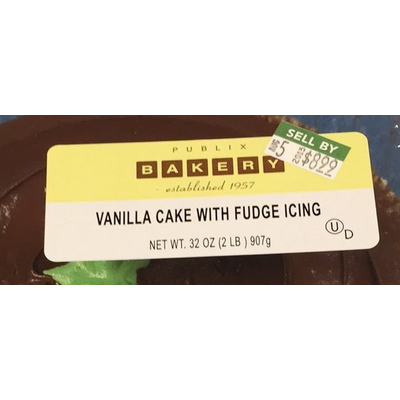 PUBLIX
BAKERY
established 1957
SELL BY
5 $8.99
VANILLA CAKE WITH FUDGE ICING
NET WT. 32 OZ (2 LB ) 907g
U D